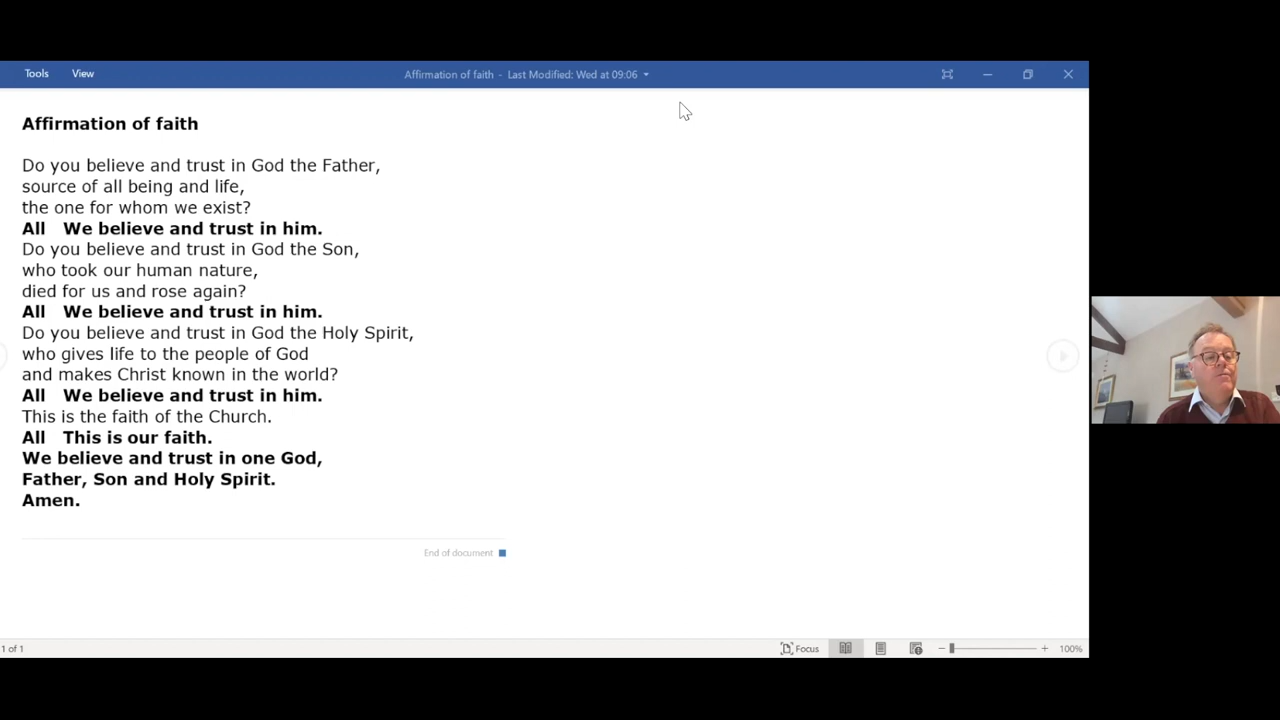 Tools View Affirmation of faith - Last Modified: Wed at 09:06
Affirmation of faith
Do you believe and trust in God the Father,
source of all being and life,
the one for whom we exist?
All We believe and trust in him.
Do you believe and trust in God the Son,
who took our human nature,
died for us and rose again?
All We believe and trust in him.
Do you believe and trust in God the Holy Spirit,
who gives life to the people of God
and makes Christ known in the world?
All We believe and trust in him.
This is the faith of the Church.
All This is our faith.
We believe and trust in one God,
Father, Son and Holy Spirit.
Amen.
End of document
1 of 1 Focus 100%